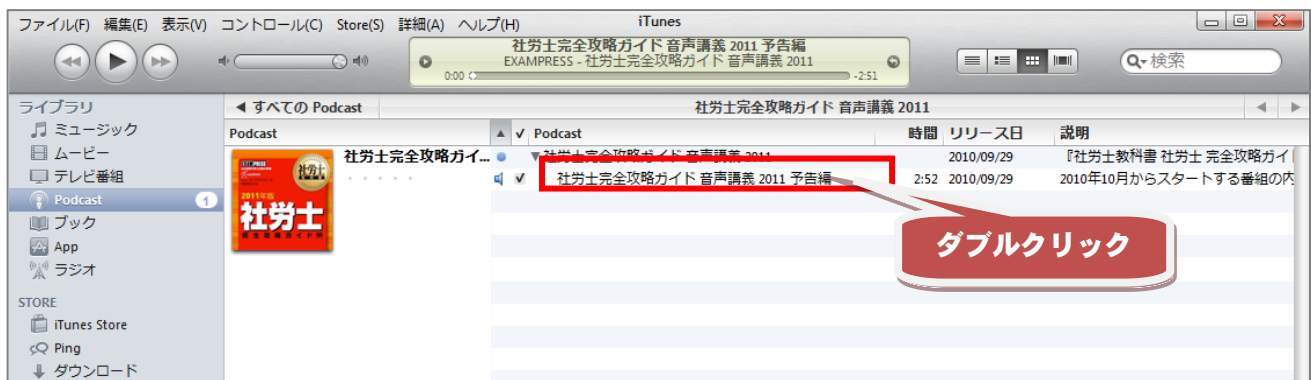 ファイル(F) 編集(E) 表示(V) コントロール(C) Store(S) 詳細(A) ヘルプ(H)
iTunes
社労士完全攻略ガイド 音声講義 2011 予告編
EXAMPRESS - 社労士完全攻略ガイド 音声講義 2011
0:00
-2:51
検索
ライブラリ
ミュージック
ムービー
テレビ番組
Podcast 1
ブック
App
ラジオ
STORE
iTunes Store
Ping
ダウンロード
◀ すべての Podcast
社労士完全攻略ガイド 音声講義 2011
Podcast
Podcast 時間 リリース日 説明
社労士完全攻略ガイ...
社労士
2011年版
社労士
社労士完全攻略ガイド 音声講義 2011 2010/09/29 『社労士教科書 社労士 完全攻略ガイ
社労士完全攻略ガイド 音声講義 2011 予告編 2:52 2010/09/29 2010年10月からスタートする番組の内
ダブルクリック